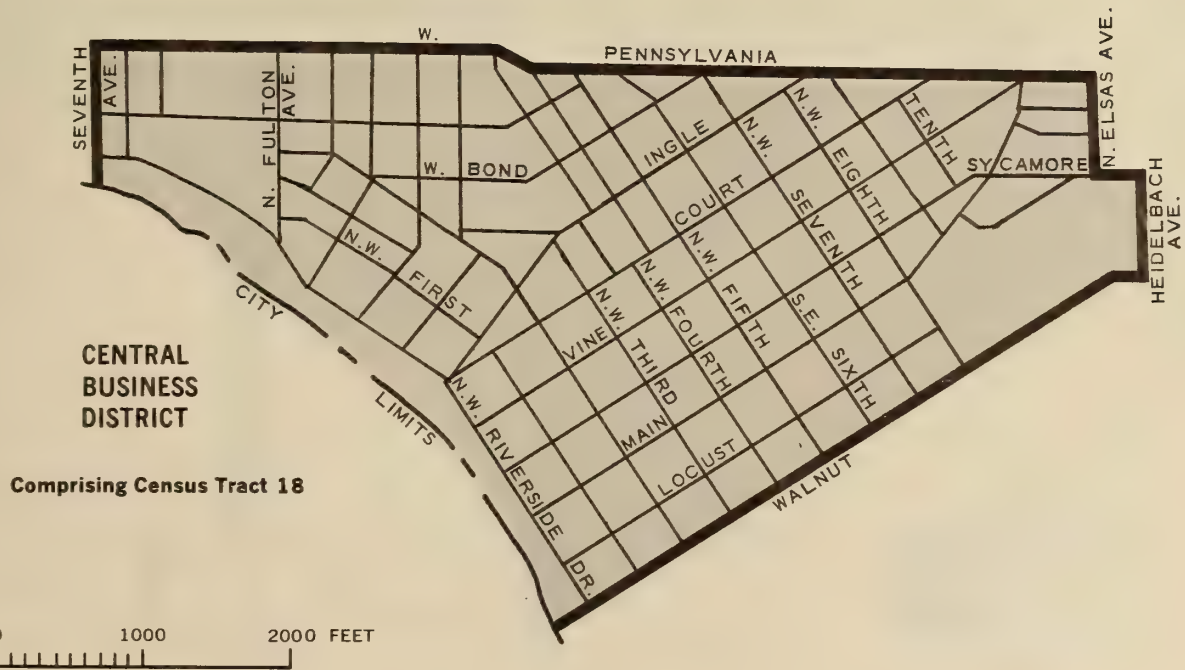 W.
PENNSYLVANIA
SEVENTH
AVE.
N. FULTON
AVE.
N. ELSAS AVE.
HEIDELBACH
AVE.
N.W.
TENTH
N.W.
EIGHTH
SYCAMORE
INGLE
W. BOND
COURT
SEVENTH
N.W.
FIRST
N.W.
FIFTH
N.W.
FOURTH
N.W.
THIRD
S.E.
SIXTH
VINE
MAIN
LOCUST
WALNUT
N.W. RIVERSIDE DR.
CITY
LIMITS
CENTRAL
BUSINESS
DISTRICT
Comprising Census Tract 18
0 1000 2000 FEET